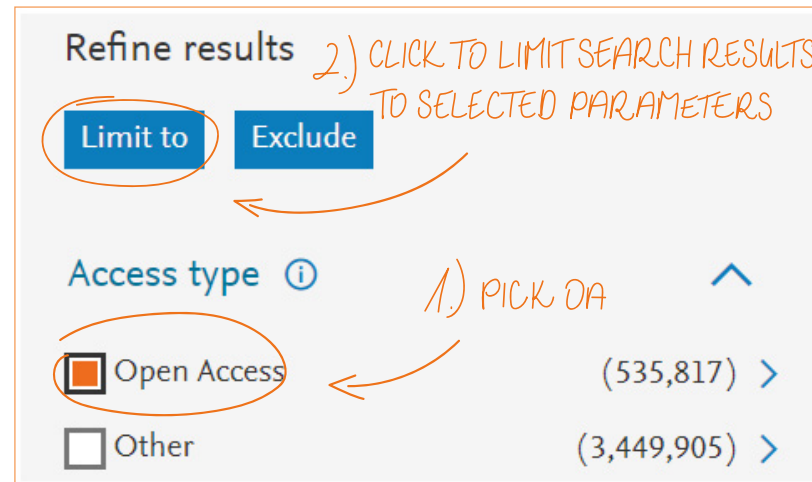 Refine results
2.) CLICK TO LIMIT SEARCH RESULTS
TO SELECTED PARAMETERS
Limit to Exclude
Access type
1.) PICK OA
Open Access (535,817)
Other (3,449,905)